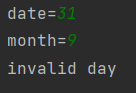 date=31
month=9
invalid day